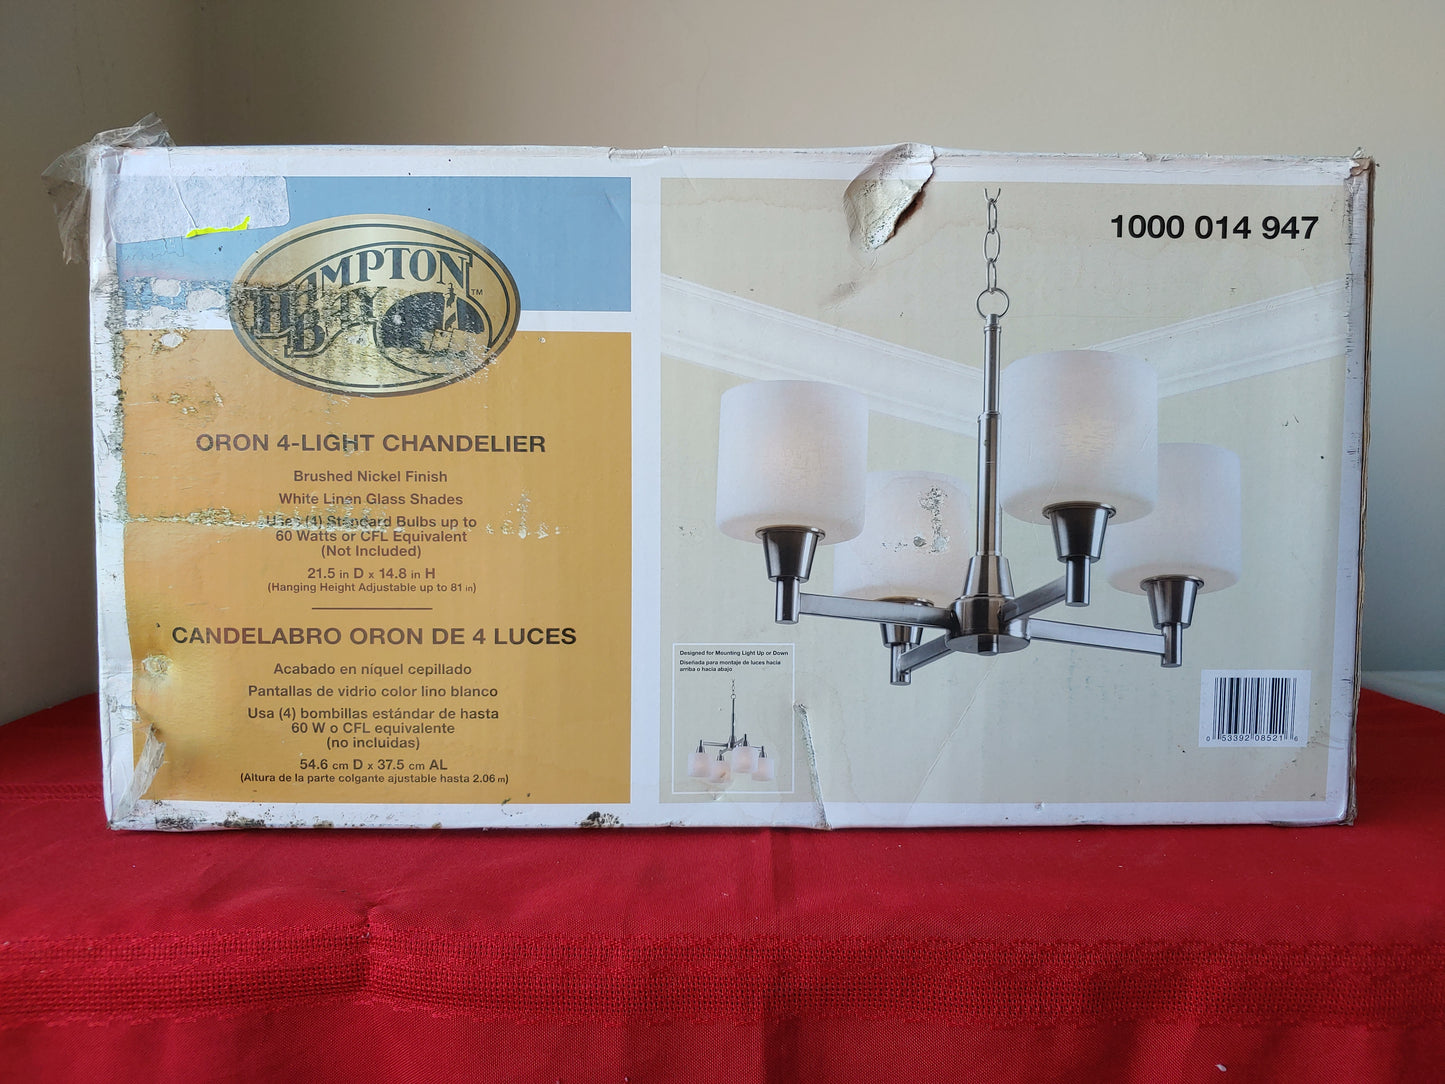 HAMPTON
BAY™
ORON 4-LIGHT CHANDELIER
Brushed Nickel Finish
White Linen Glass Shades
Uses (4) Standard Bulbs up to
60 Watts or CFL Equivalent
(Not Included)
21.5 in D x 14.8 in H
(Hanging Height Adjustable up to 81 in)
CANDELABRO ORON DE 4 LUCES
Acabado en níquel cepillado
Pantallas de vidrio color lino blanco
Usa (4) bombillas estándar de hasta
60 W o CFL equivalente
(no incluidas)
54.6 cm D x 37.5 cm AL
(Altura de la parte colgante ajustable hasta 2.06 m)
1000 014 947
Designed for Mounting Light Up or Down
Diseñada para montaje de luces hacia
arriba o hacia abajo
0 53392 08521 6